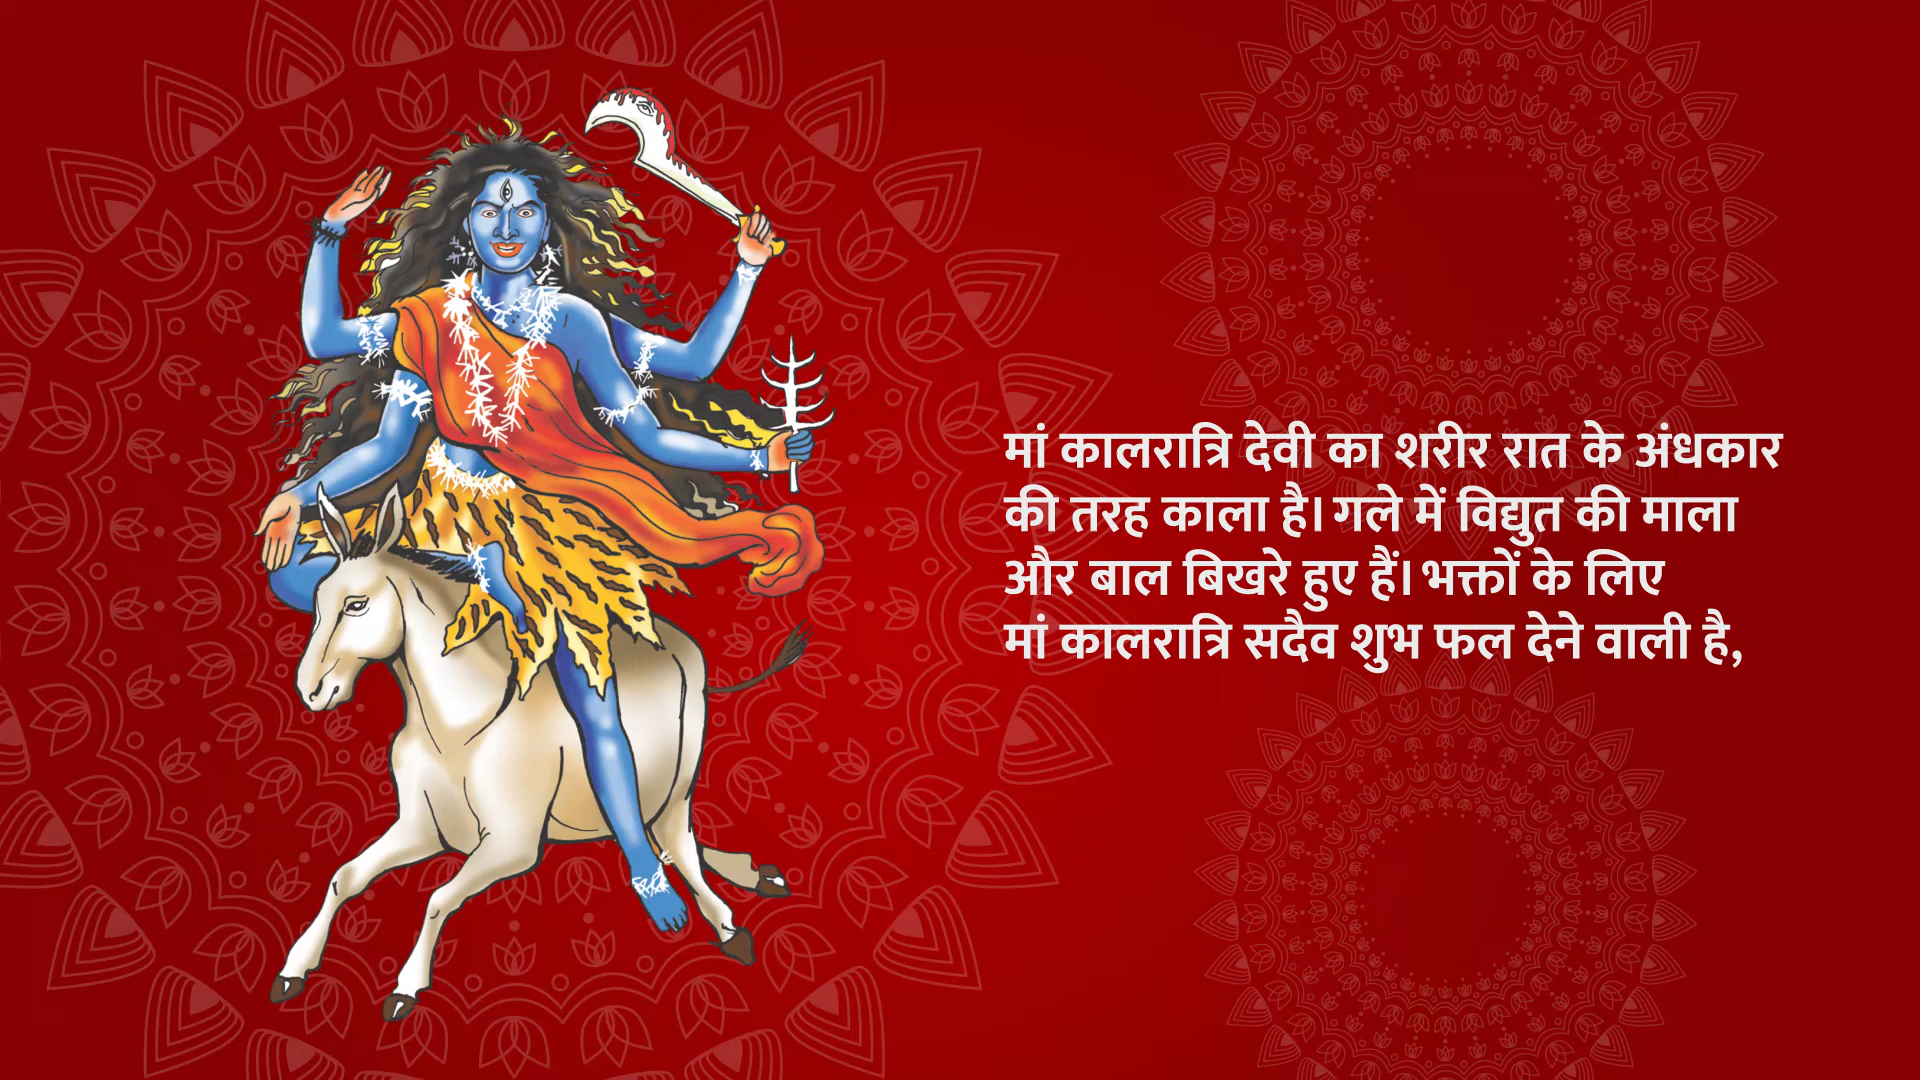 मां कालरात्रि देवी का शरीर रात के अंधकार
की तरह काला है। गले में विद्युत की माला
और बाल बिखरे हुए हैं। भक्तों के लिए
मां कालरात्रि सदैव शुभ फल देने वाली है,